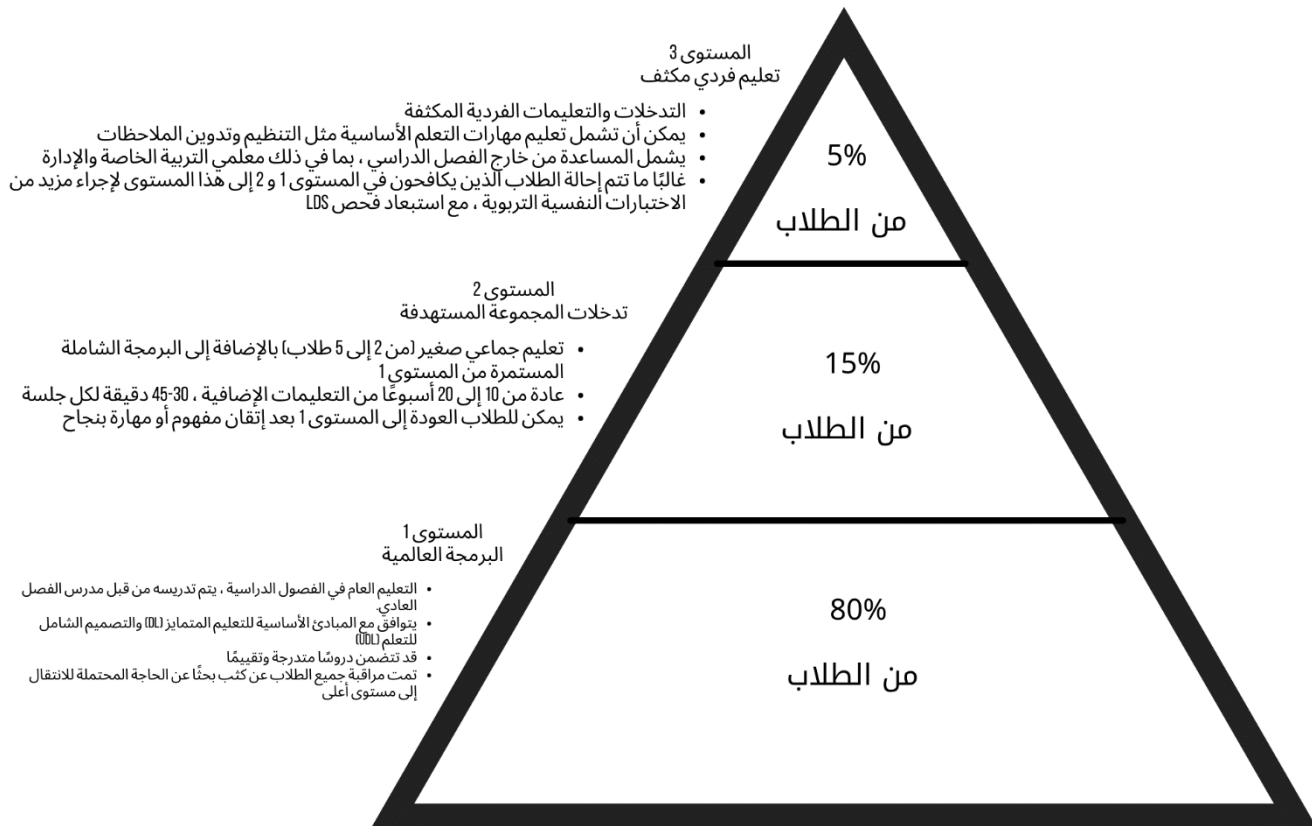 المستوى 3
تعليم فردي مكثف
• التدخلات والتعليمات الفردية المكثفة
• يمكن أن تشمل تعليم مهارات التعلم الأساسية مثل التنظيم وتدوين الملاحظات
• يشمل المساعدة من خارج الفصل الدراسي ، بما في ذلك معلمي التربية الخاصة والإدارة
• غالبًا ما تتم إحالة الطلاب الذين يكافحون في المستوى 1 و 2 إلى هذا المستوى لإجراء مزيد من
الاختبارات النفسية التربوية ، مع استبعاد فحص LDS
5%
من الطلاب
المستوى 2
تدخلات المجموعة المستهدفة
• تعليم جماعي صغير (من 2 إلى 5 طلاب) بالإضافة إلى البرمجة الشاملة
المستمرة من المستوى 1
• عادة من 10 إلى 20 أسبوعًا من التعليمات الإضافية ، 30-45 دقيقة لكل جلسة
• يمكن للطلاب العودة إلى المستوى 1 بعد إتقان مفهوم أو مهارة بنجاح
15%
من الطلاب
المستوى 1
البرمجة العالمية
• التعليم العام في الفصول الدراسية ، يتم تدريسه من قبل مدرس الفصل
العادي.
• يتوافق مع المبادئ الأساسية للتعليم المتمايز (DL) والتصميم الشامل
للتعلم (UDL)
• قد تتضمن دروسًا متدرجة وتقييمًا
• تمت مراقبة جميع الطلاب عن كثب بحثًا عن الحاجة المحتملة للانتقال
إلى مستوى أعلى
80%
من الطلاب